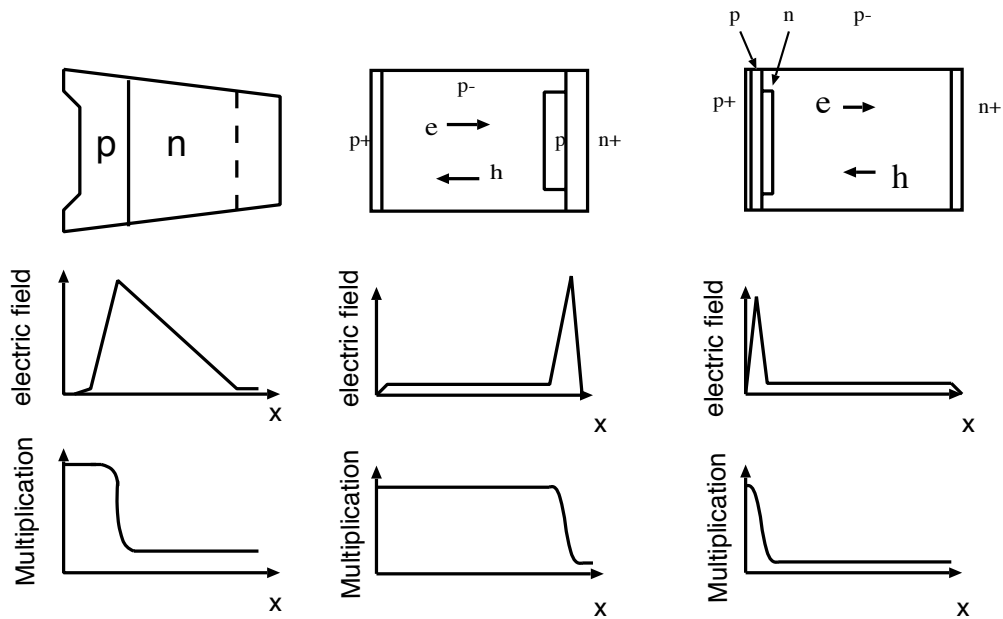 p n p-
p n
p+ p- e h p n+
p+ e h n+
electric field x
electric field x
electric field x
Multiplication x
Multiplication x
Multiplication x